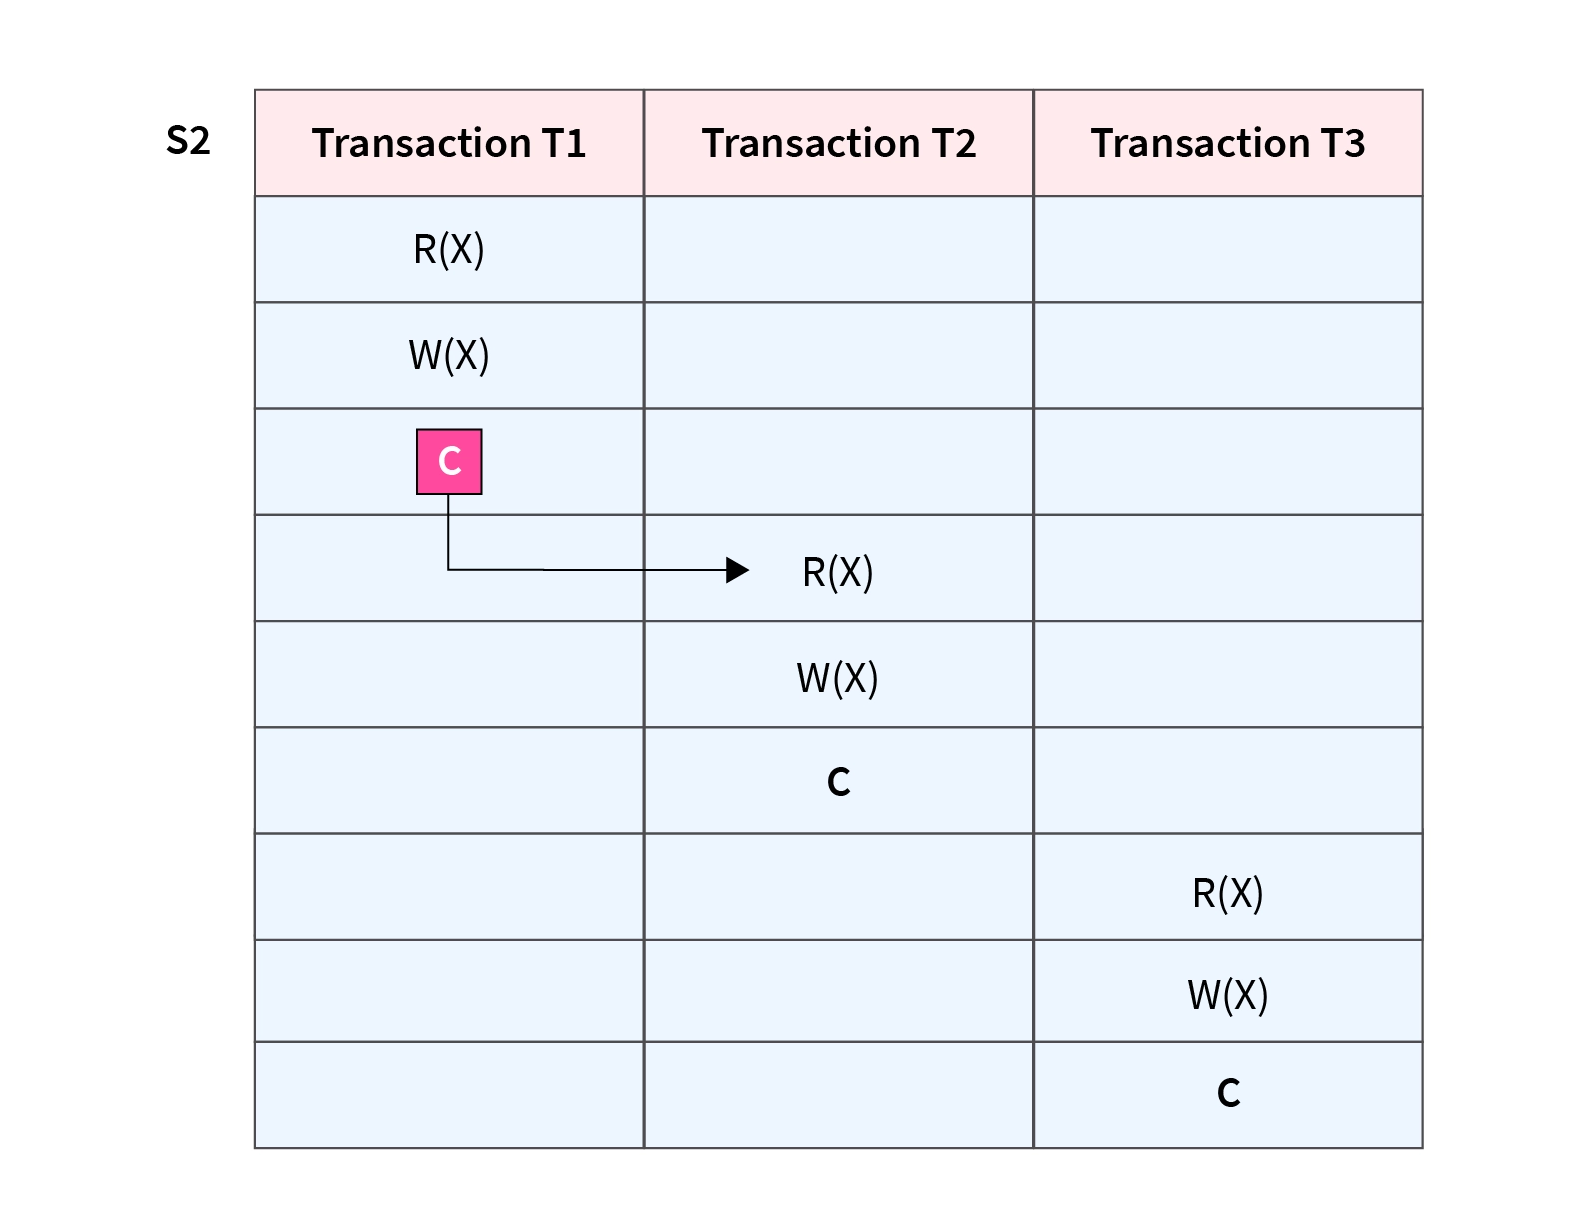 S2
Transaction T1 Transaction T2 Transaction T3
R(X)
W(X)
C
R(X)
W(X)
C
R(X)
W(X)
C